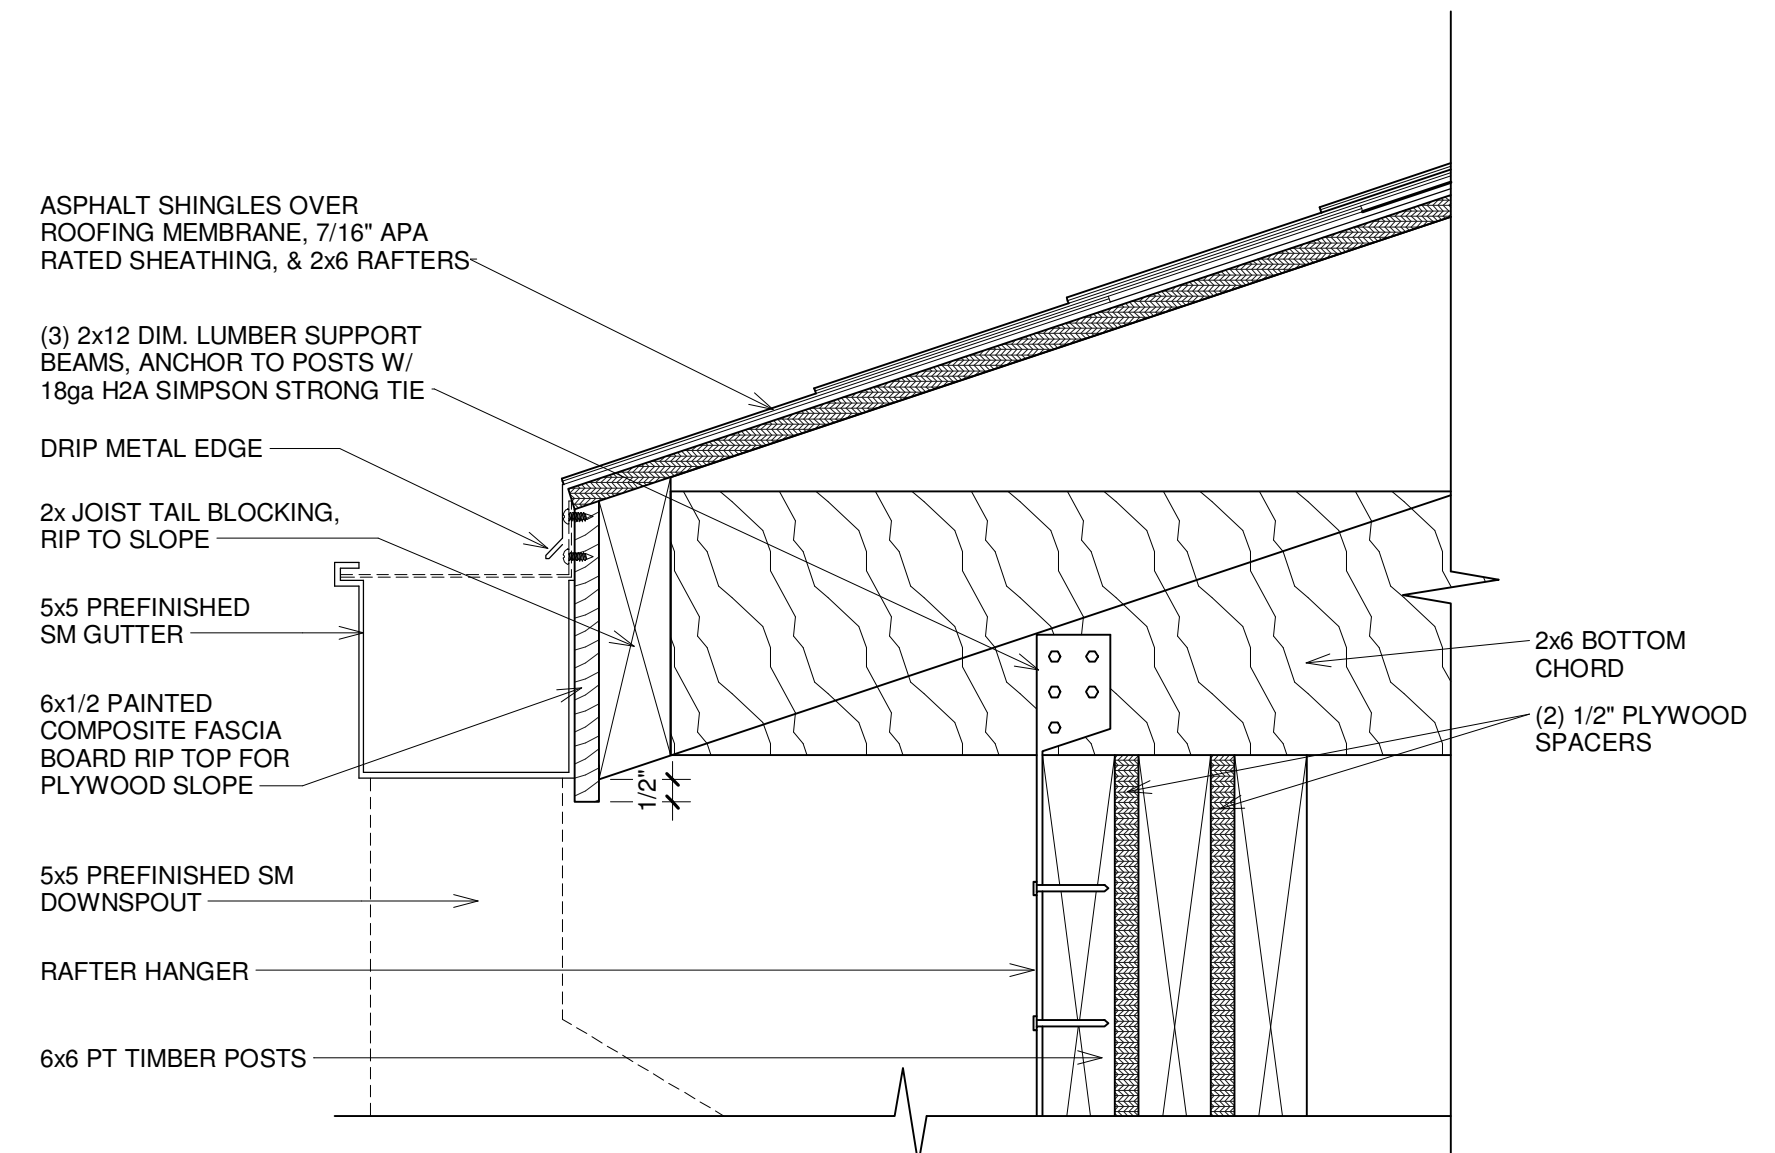 ASPHALT SHINGLES OVER
ROOFING MEMBRANE, 7/16" APA
RATED SHEATHING, & 2x6 RAFTERS
(3) 2x12 DIM. LUMBER SUPPORT
BEAMS, ANCHOR TO POSTS W/
18ga H2A SIMPSON STRONG TIE
DRIP METAL EDGE
2x JOIST TAIL BLOCKING,
RIP TO SLOPE
5x5 PREFINISHED
SM GUTTER
6x1/2 PAINTED
COMPOSITE FASCIA
BOARD RIP TOP FOR
PLYWOOD SLOPE
5x5 PREFINISHED SM
DOWNSPOUT
RAFTER HANGER
6x6 PT TIMBER POSTS
1/2"
2x6 BOTTOM
CHORD
(2) 1/2" PLYWOOD
SPACERS